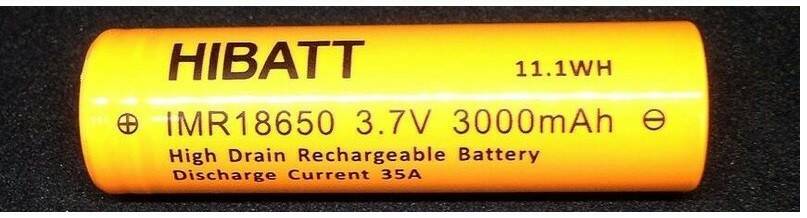 HIBATT 11.1WH
⊕ IMR18650 3.7V 3000mAh ⊖
High Drain Rechargeable Battery
Discharge Current 35A